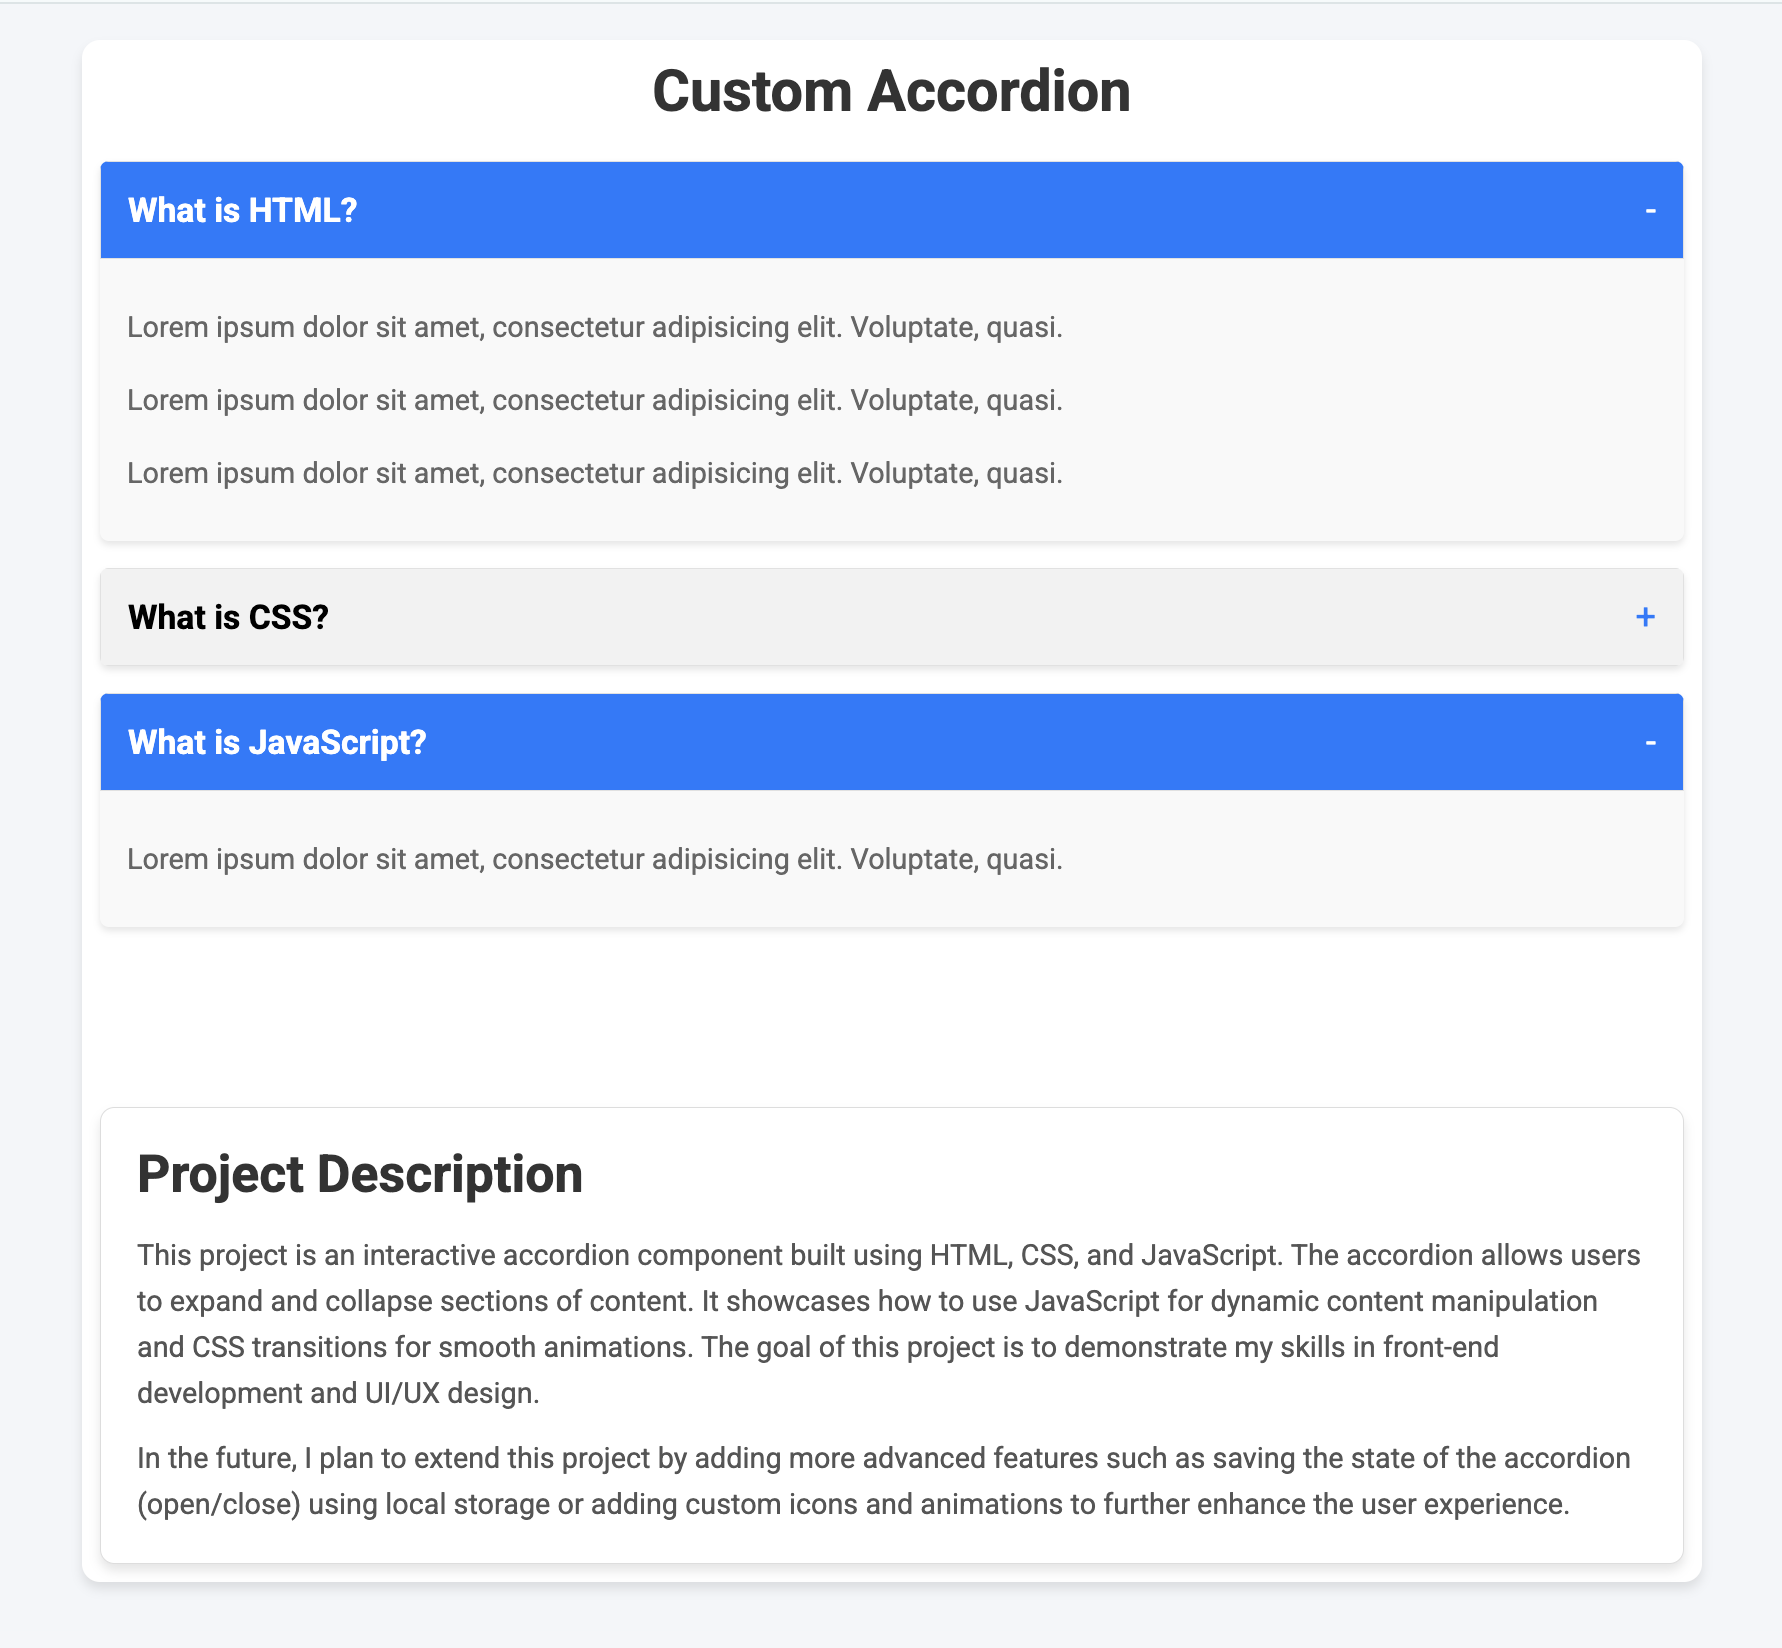 Custom Accordion
What is HTML?
-
Lorem ipsum dolor sit amet, consectetur adipisicing elit. Voluptate, quasi.
Lorem ipsum dolor sit amet, consectetur adipisicing elit. Voluptate, quasi.
Lorem ipsum dolor sit amet, consectetur adipisicing elit. Voluptate, quasi.
What is CSS?
+
What is JavaScript?
-
Lorem ipsum dolor sit amet, consectetur adipisicing elit. Voluptate, quasi.
Project Description
This project is an interactive accordion component built using HTML, CSS, and JavaScript. The accordion allows users
to expand and collapse sections of content. It showcases how to use JavaScript for dynamic content manipulation
and CSS transitions for smooth animations. The goal of this project is to demonstrate my skills in front-end
development and UI/UX design.
In the future, I plan to extend this project by adding more advanced features such as saving the state of the accordion
(open/close) using local storage or adding custom icons and animations to further enhance the user experience.